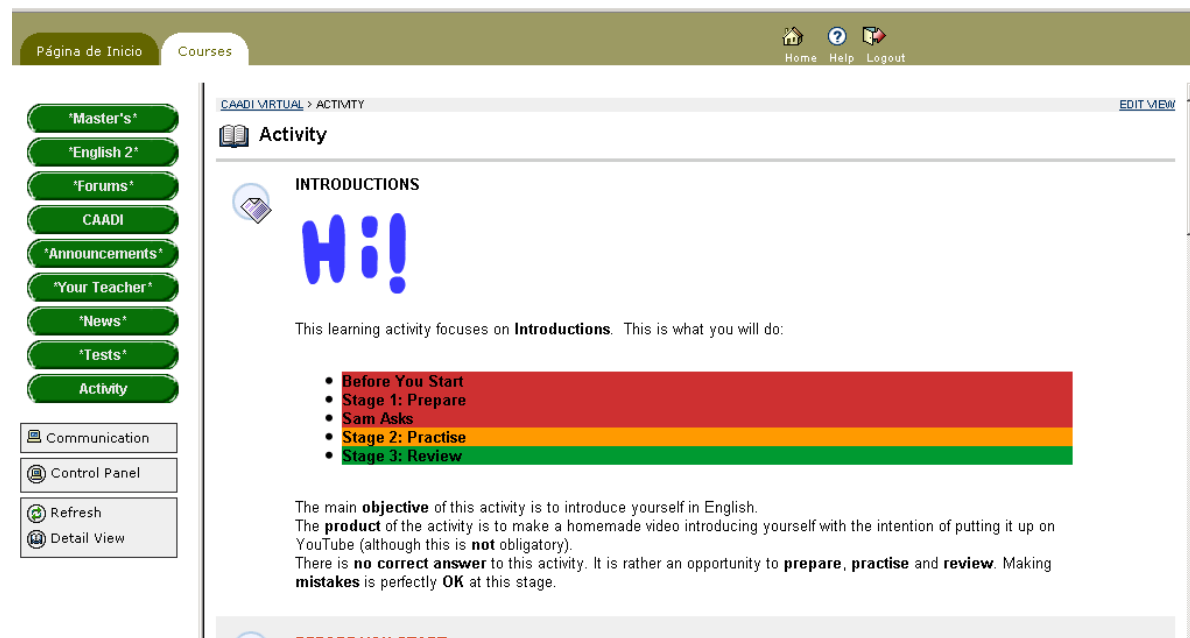 Página de Inicio
Courses
Home Help Logout
*Master's*
*English 2*
*Forums*
CAADI
*Announcements*
*Your Teacher*
*News*
*Tests*
Activity
Communication
Control Panel
Refresh
Detail View
CAADI VIRTUAL > ACTIVITY
EDIT VIEW
Activity
INTRODUCTIONS
Hi!
This learning activity focuses on Introductions. This is what you will do:
Before You Start
Stage 1: Prepare
Sam Asks
Stage 2: Practise
Stage 3: Review
The main objective of this activity is to introduce yourself in English.
The product of the activity is to make a homemade video introducing yourself with the intention of putting it up on
YouTube (although this is not obligatory).
There is no correct answer to this activity. It is rather an opportunity to prepare, practise and review. Making
mistakes is perfectly OK at this stage.